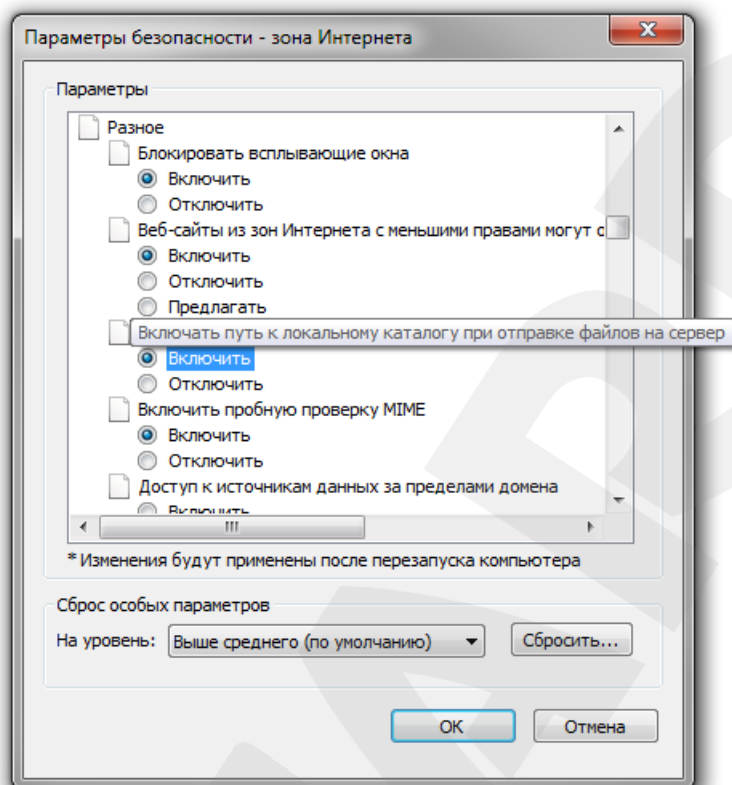 Параметры безопасности - зона Интернета
Параметры
Разное
Блокировать всплывающие окна
Включить
Отключить
Веб-сайты из зон Интернета с меньшими правами могут о
Включить
Отключить
Предлагать
Включать путь к локальному каталогу при отправке файлов на сервер
Включить
Отключить
Включить пробную проверку MIME
Включить
Отключить
Доступ к источникам данных за пределами домена
Включить
* Изменения будут применены после перезапуска компьютера
Сброс особых параметров
На уровень: Выше среднего (по умолчанию) Сбросить...
ОК Отмена